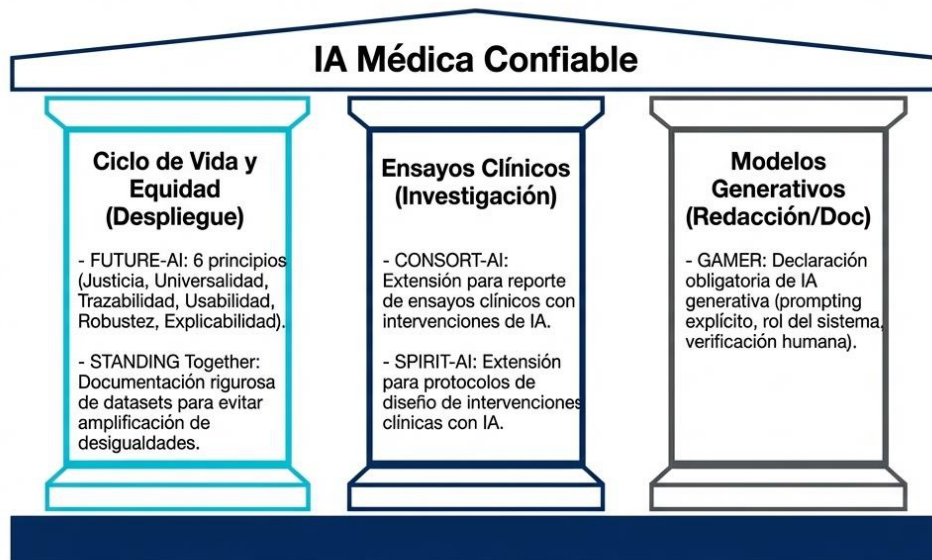 IA Médica Confiable
Ciclo de Vida y
Equidad
(Despliegue)
- FUTURE-AI: 6 principios
(Justicia, Universalidad,
Trazabilidad, Usabilidad,
Robustez, Explicabilidad).
- STANDING Together:
Documentación rigurosa
de datasets para evitar
amplificación de
desigualdades.
Ensayos Clínicos
(Investigación)
- CONSORT-AI:
Extensión para reporte
de ensayos clínicos con
intervenciones de IA.
- SPIRIT-AI: Extensión
para protocolos de
diseño de intervenciones
clínicas con IA.
Modelos
Generativos
(Redacción/Doc)
- GAMER: Declaración
obligatoria de IA
generativa (prompting
explícito, rol del sistema,
verificación humana).